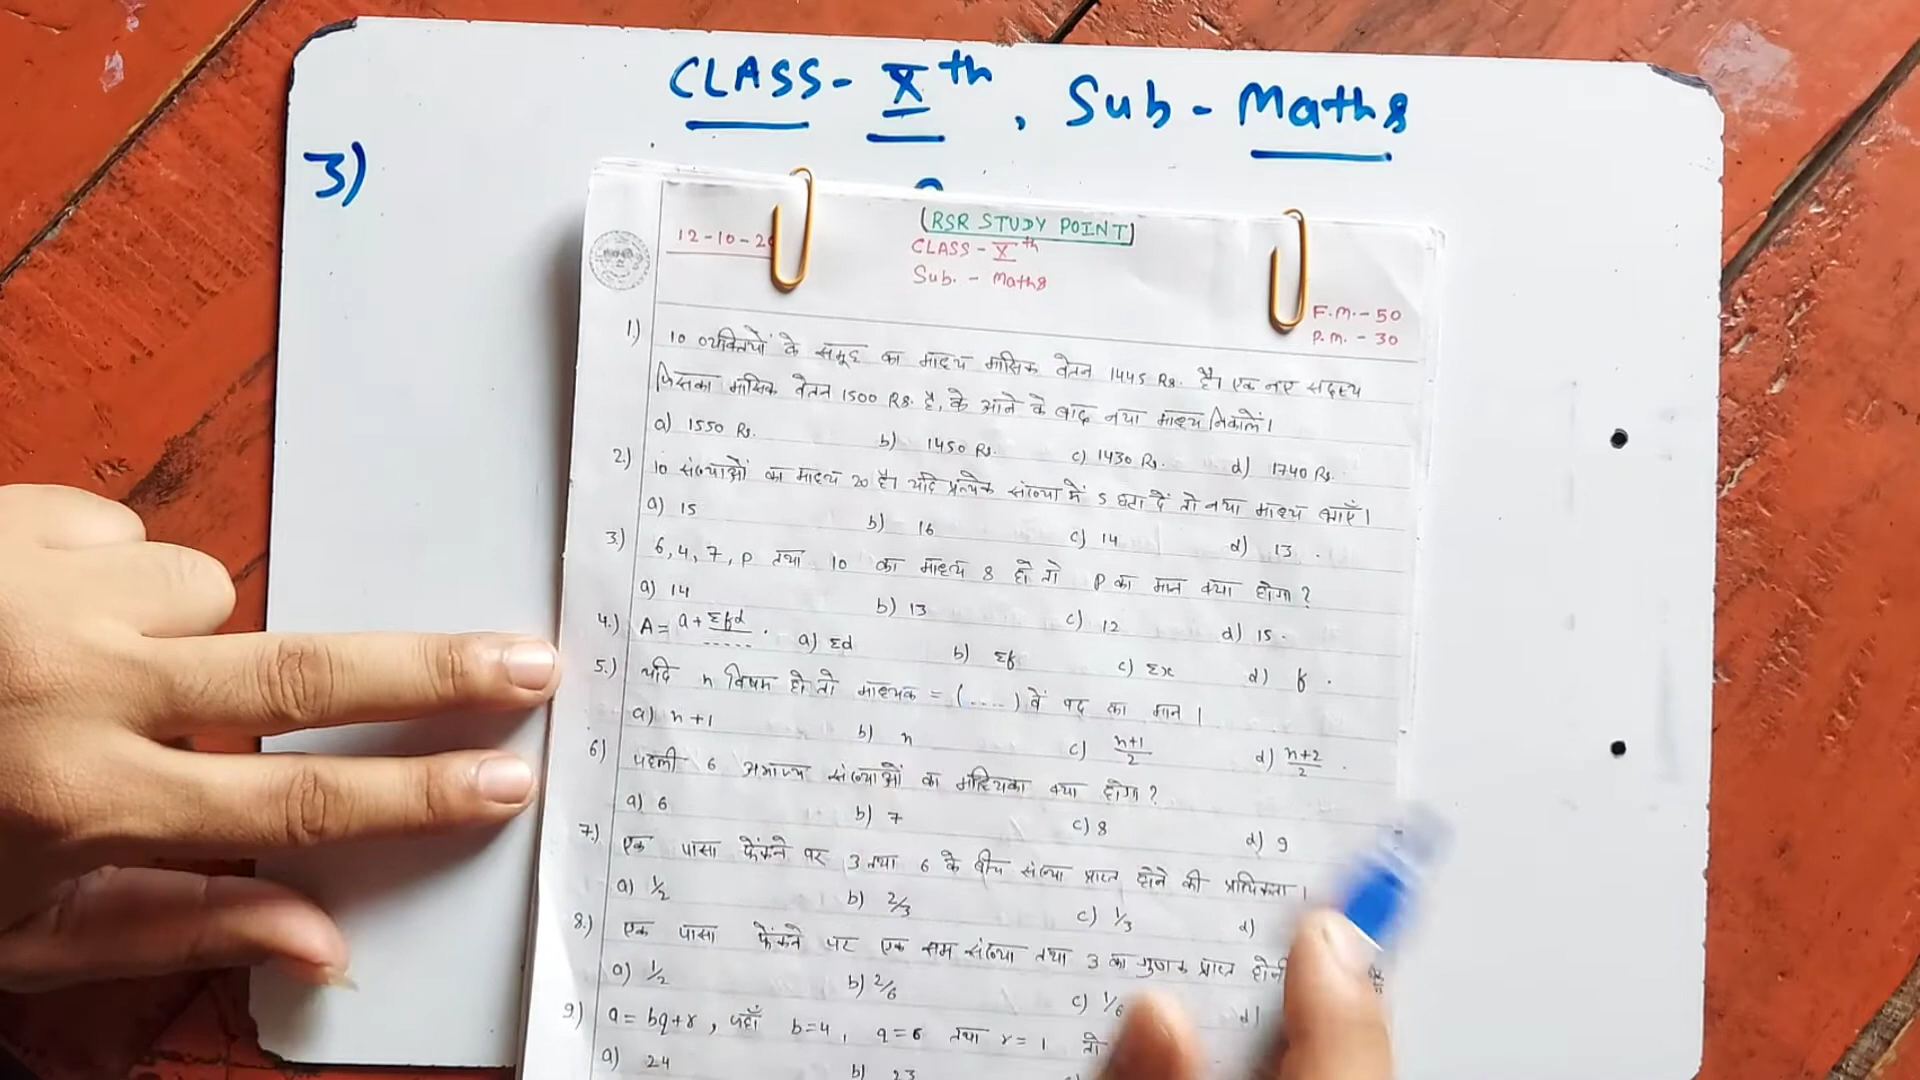 CLASS - Xth, Sub - Maths
3)
(RSR STUDY POINT)
12-10-2
CLASS - Xth
Sub. - Maths
F.M. - 50
P.M. - 30
1.) 10 व्यक्तियों के समूह का माध्य मासिक वेतन 1445 Rs. है। एक नए सदस्य
जिसका मासिक वेतन 1500 Rs. है, के आने के बाद नया माध्य निकालें।
a) 1550 Rs. b) 1450 Rs. c) 1430 Rs. d) 1740 Rs.
2.) 10 संख्याओं का माध्य 20 है। यदि प्रत्येक संख्या में 5 घटा दें तो नया माध्य बताएँ।
a) 15 b) 16 c) 14 d) 13.
3.) 6, 4, 7, p तथा 10 का माध्य 8 हो तो p का मान क्या होगा?
a) 14 b) 13 c) 12 d) 15.
4.) A = a + Σfd / ..... . a) Σd b) Σf c) Σx d) f.
5.) यदि n विषम हो तो माध्यक = (....) वें पद का मान।
a) n+1 b) n c) n+1/2 d) n+2/2.
6) पहली 6 अभाज्य संख्याओं का माध्यिका क्या होगा?
a) 6 b) 7 c) 8 d) 9
7.) एक पासा फेंकने पर 3 तथा 6 के बीच संख्या प्राप्त होने की प्रायिकता।
a) 1/2 b) 2/3 c) 1/3 d)
8.) एक पासा फेंकने पर एक सम संख्या तथा 3 का गुणज प्राप्त होने
a) 1/2 b) 2/6 c) 1/6 d)
9) a = bq+r, जहाँ b=4, q=6 तथा r=1 तो
a) 24 b) 23